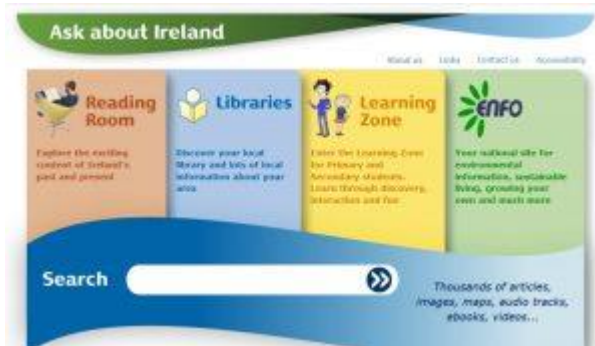 Ask about Ireland
About us Links Contact us Accessibility
Reading
Room
Explore the exciting
content of Ireland's
past and present
Libraries
Discover your local
library and lots of local
information about your
area
Learning
Zone
Enter the Learning Zone
for Primary and
Secondary students.
Learn through discovery,
interaction and fun
ENFO
Your national site for
environmental
information, sustainable
living, growing your
own and much more
Search
Thousands of articles,
images, maps, audio tracks,
ebooks, videos...